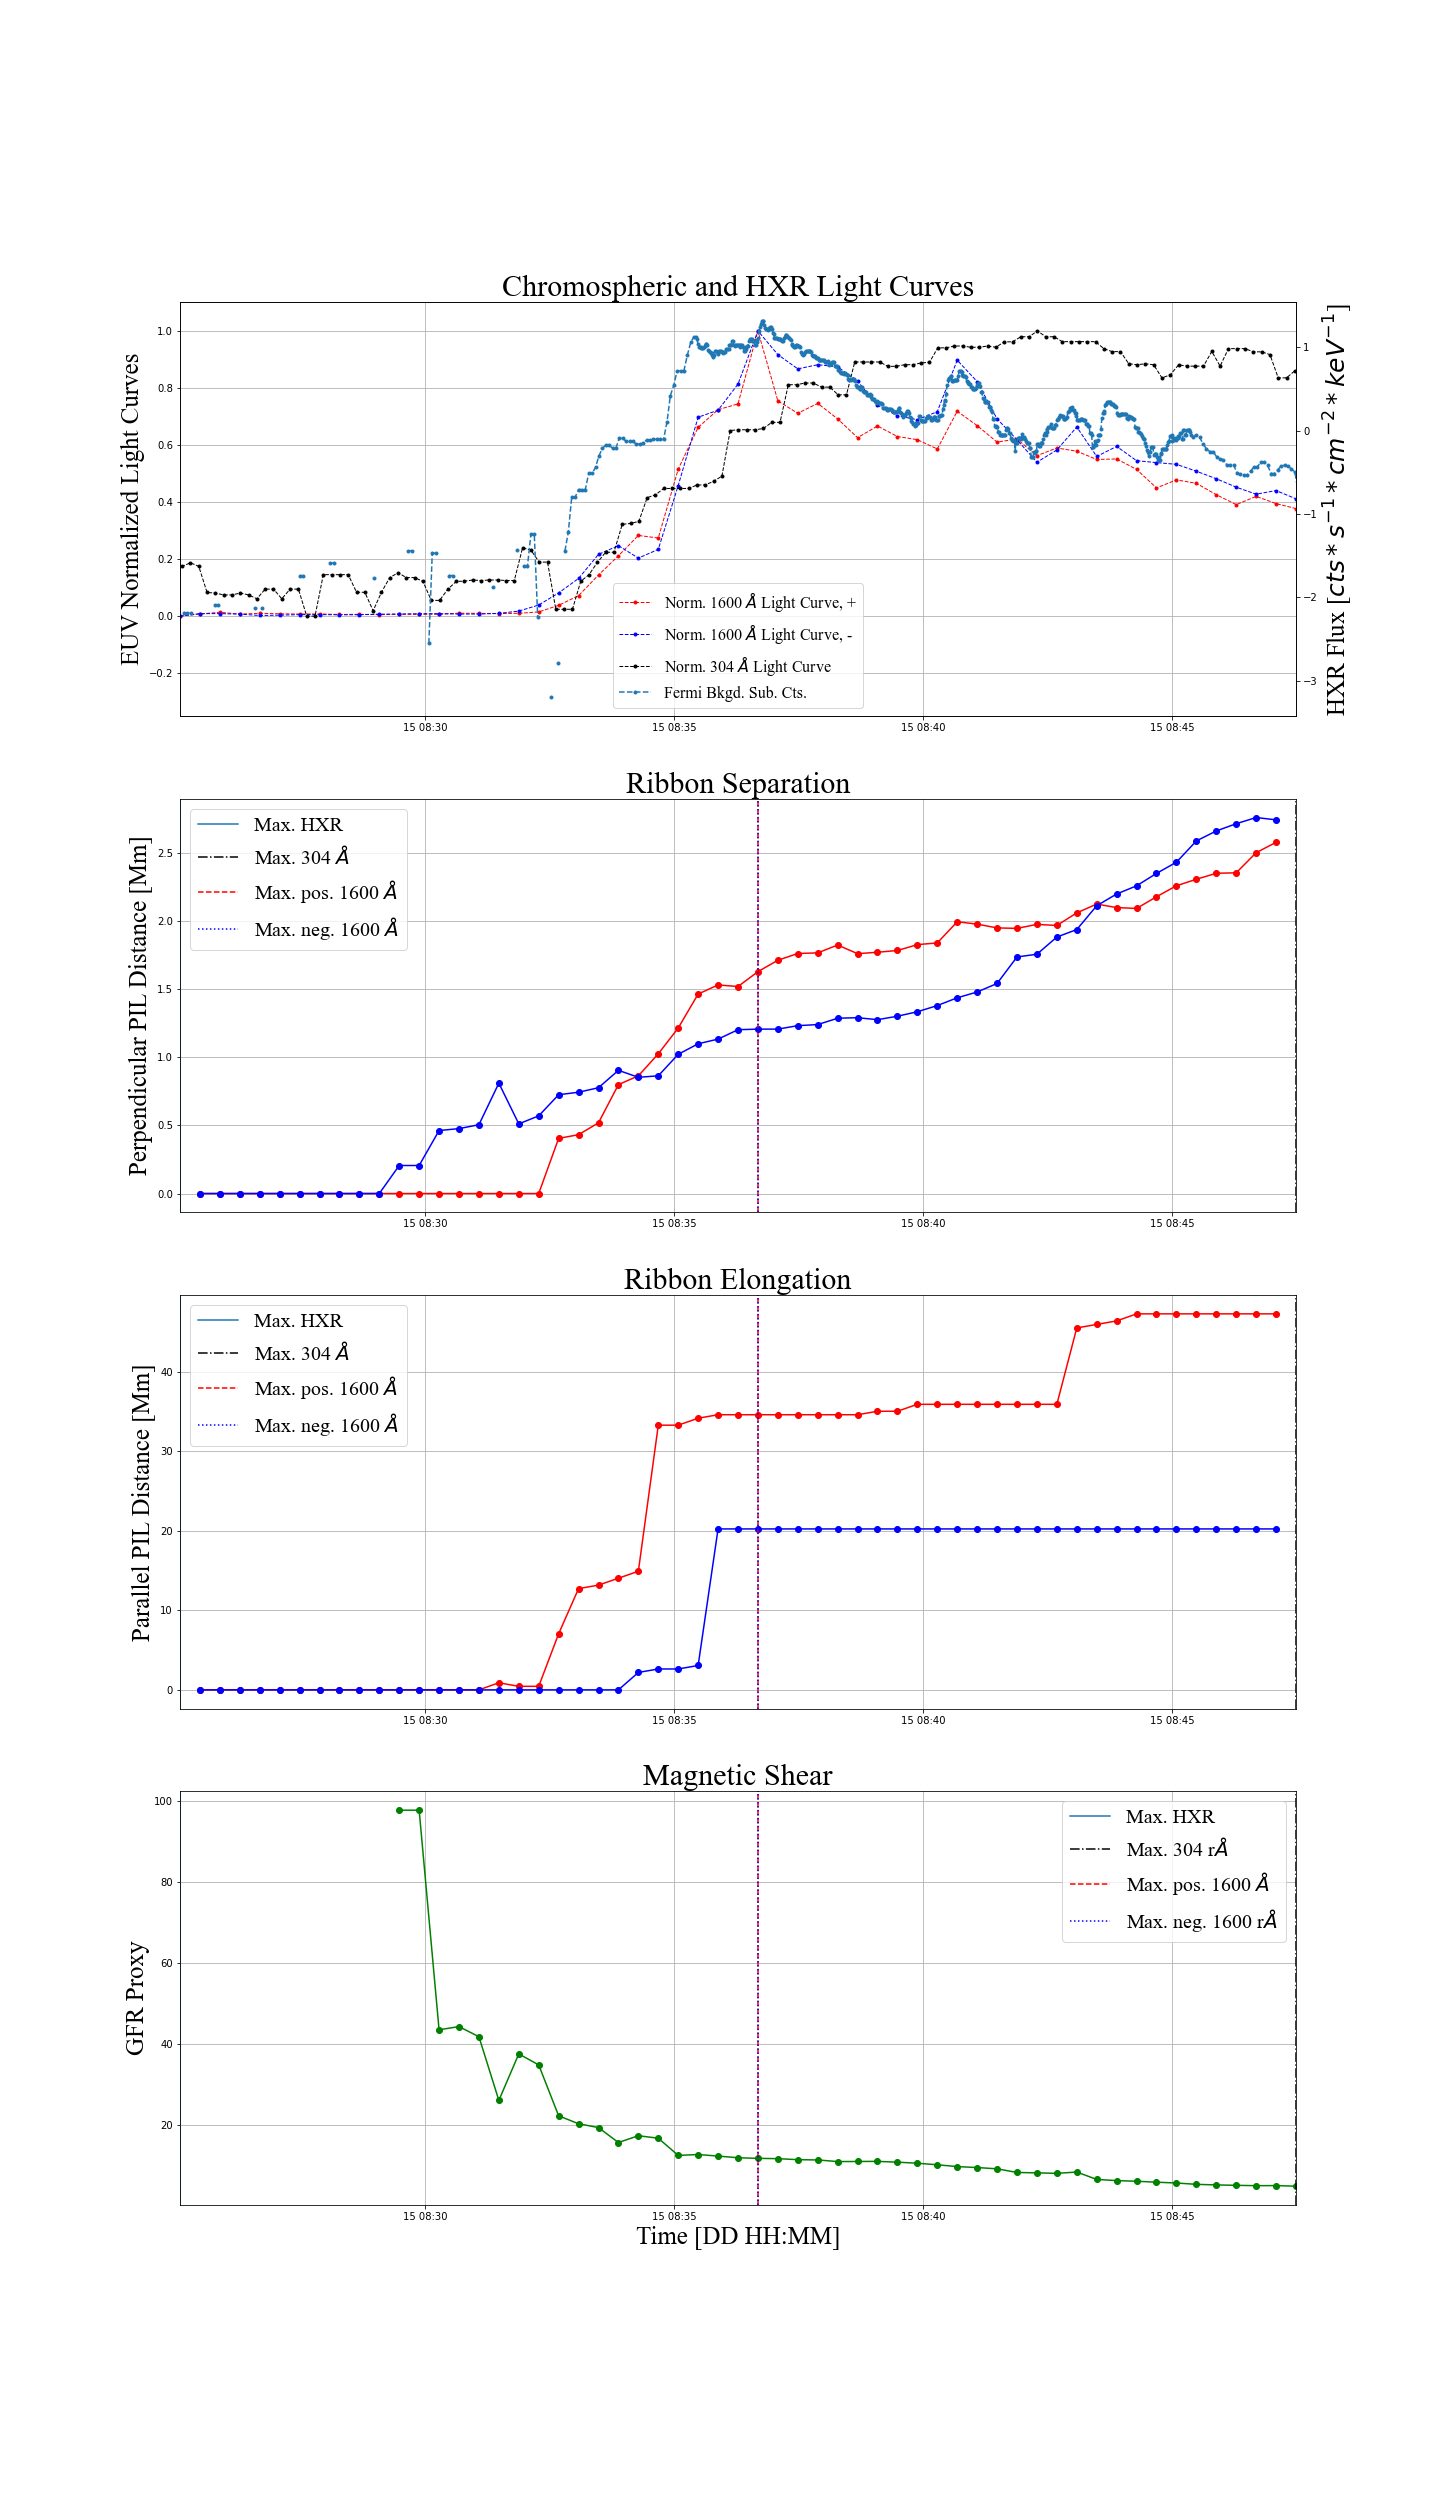 Chromospheric and HXR Light Curves
EUV Normalized Light Curves
1.0
0.8
0.6
0.4
0.2
0.0
−0.2
Norm. 1600 Å Light Curve, +
Norm. 1600 Å Light Curve, -
Norm. 304 Å Light Curve
Fermi Bkgd. Sub. Cts.
1
0
−1
−2
−3
HXR Flux [cts * s⁻¹ * cm⁻² * keV⁻¹]
15 08:30 15 08:35 15 08:40 15 08:45
Ribbon Separation
Perpendicular PIL Distance [Mm]
2.5
2.0
1.5
1.0
0.5
0.0
Max. HXR
Max. 304 Å
Max. pos. 1600 Å
Max. neg. 1600 Å
15 08:30 15 08:35 15 08:40 15 08:45
Ribbon Elongation
Parallel PIL Distance [Mm]
40
30
20
10
0
Max. HXR
Max. 304 Å
Max. pos. 1600 Å
Max. neg. 1600 Å
15 08:30 15 08:35 15 08:40 15 08:45
Magnetic Shear
GFR Proxy
100
80
60
40
20
Max. HXR
Max. 304 rÅ
Max. pos. 1600 Å
Max. neg. 1600 rÅ
15 08:30 15 08:35 15 08:40 15 08:45
Time [DD HH:MM]